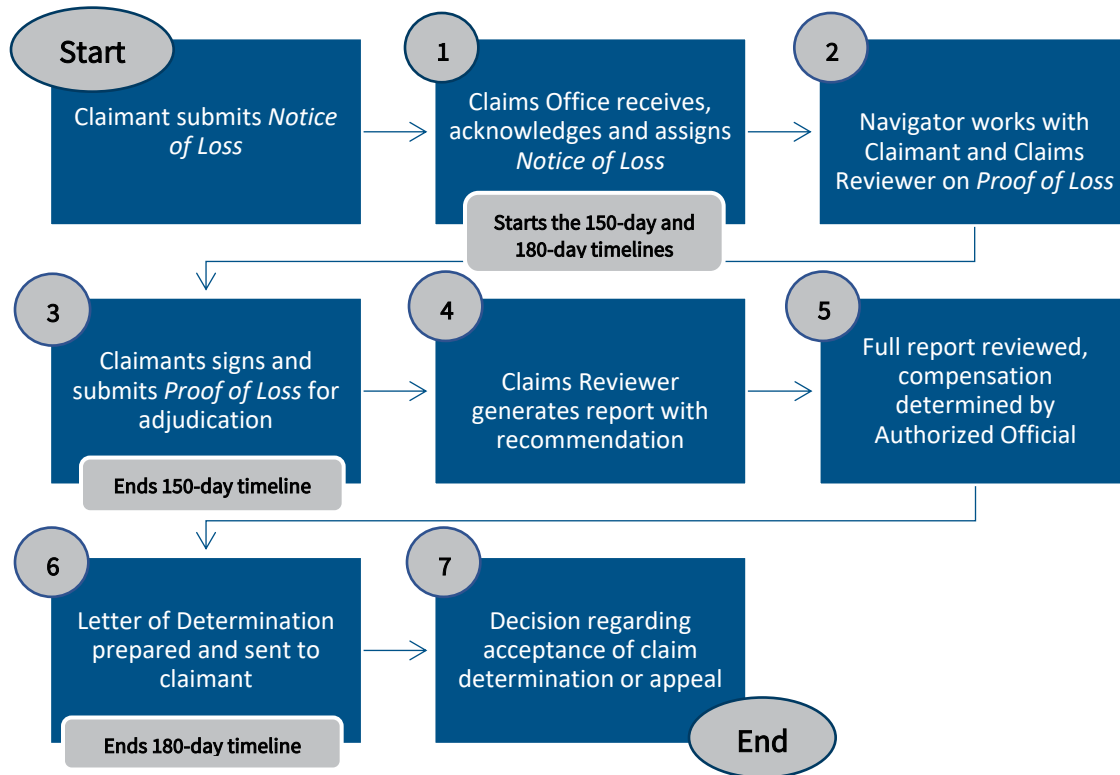 Start
Claimant submits Notice
of Loss
1
Claims Office receives,
acknowledges and assigns
Notice of Loss
Starts the 150-day and
180-day timelines
2
Navigator works with
Claimant and Claims
Reviewer on Proof of Loss
3
Claimants signs and
submits Proof of Loss for
adjudication
Ends 150-day timeline
4
Claims Reviewer
generates report with
recommendation
5
Full report reviewed,
compensation
determined by
Authorized Official
6
Letter of Determination
prepared and sent to
claimant
Ends 180-day timeline
7
Decision regarding
acceptance of claim
determination or appeal
End